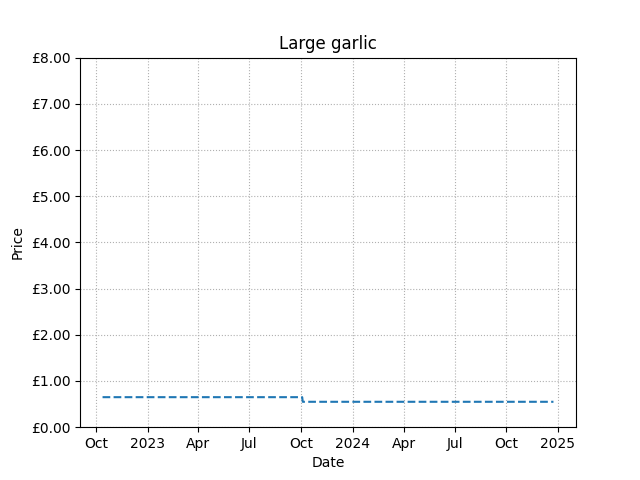 Large garlic
£8.00
£7.00
£6.00
£5.00
£4.00
£3.00
£2.00
£1.00
£0.00
Price
Oct 2023 Apr Jul Oct 2024 Apr Jul Oct 2025
Date